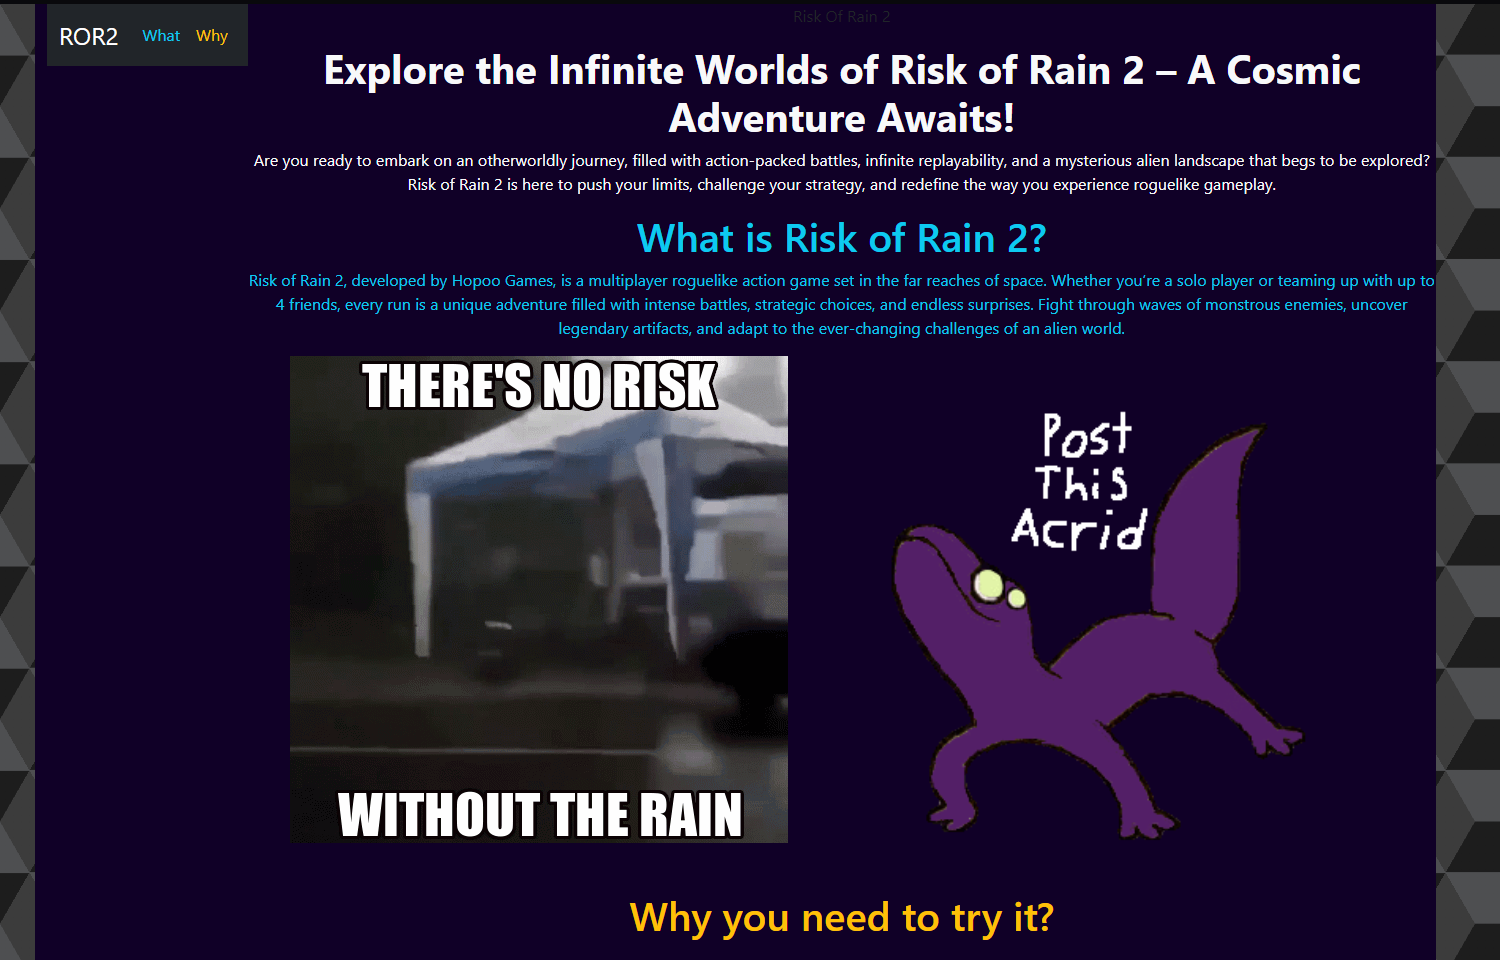 Risk Of Rain 2
ROR2 What Why
Explore the Infinite Worlds of Risk of Rain 2 – A Cosmic
Adventure Awaits!
Are you ready to embark on an otherworldly journey, filled with action-packed battles, infinite replayability, and a mysterious alien landscape that begs to be explored?
Risk of Rain 2 is here to push your limits, challenge your strategy, and redefine the way you experience roguelike gameplay.
What is Risk of Rain 2?
Risk of Rain 2, developed by Hopoo Games, is a multiplayer roguelike action game set in the far reaches of space. Whether you’re a solo player or teaming up with up to
4 friends, every run is a unique adventure filled with intense battles, strategic choices, and endless surprises. Fight through waves of monstrous enemies, uncover
legendary artifacts, and adapt to the ever-changing challenges of an alien world.
THERE'S NO RISK
WITHOUT THE RAIN
Post
This
Acrid
Why you need to try it?